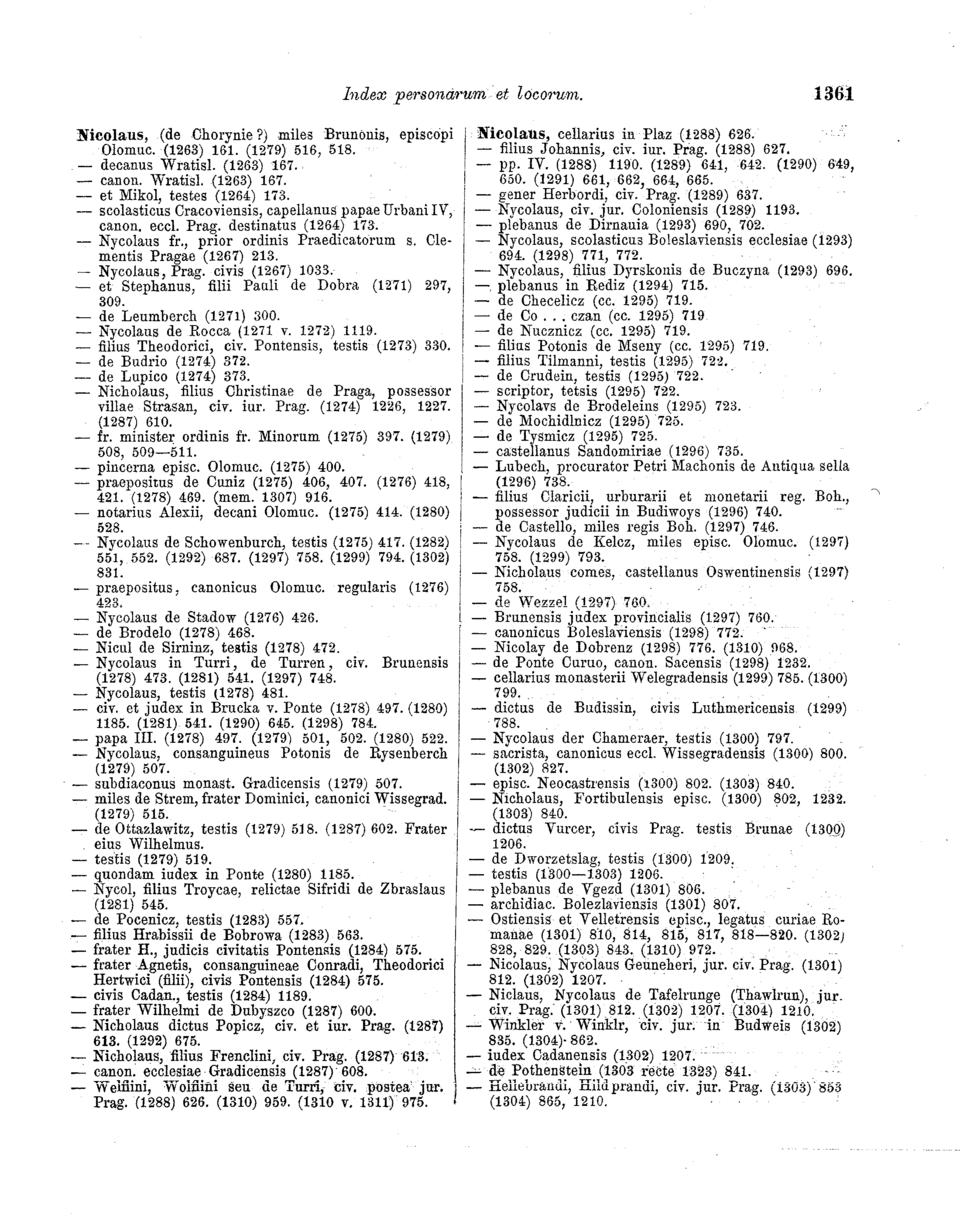 Index personarum et locorum.
1361
Nicolaus, (de Chorynie?) miles Brunonis, episcopi
Olomuc. (1263) 161. (1279) 516, 518.
— decanus Wratisl. (1263) 167.
— canon. Wratisl. (1263) 167.
— et Mikol, testes (1264) 173.
— scolasticus Cracoviensis, capellanus papae Urbani IV,
canon. eccl. Prag. destinatus (1264) 173.
— Nycolaus fr., prior ordinis Praedicatorum s. Cle-
mentis Pragae (1267) 213.
— Nycolaus, Prag. civis (1267) 1033.
— et Stephanus, filii Pauli de Dobra (1271) 297,
309.
— de Leumberch (1271) 300.
— Nycolaus de Rocca (1271 v. 1272) 1119.
— filius Theodorici, civ. Pontensis, testis (1273) 330.
— de Budrio (1274) 372.
— de Lupico (1274) 373.
— Nicholaus, filius Christinae de Praga, possessor
villae Strasan, civ. iur. Prag. (1274) 1226, 1227.
(1287) 610.
— fr. minister ordinis fr. Minorum (1275) 397. (1279)
508, 509—511.
— pincerna episc. Olomuc. (1275) 400.
— praepositus de Cuniz (1275) 406, 407. (1276) 418,
421. (1278) 469. (mem. 1307) 916.
— notarius Alexii, decani Olomuc. (1275) 414. (1280)
528.
— Nycolaus de Schowenburch, testis (1275) 417. (1282)
551, 552. (1292) 687. (1297) 758. (1299) 794. (1302)
831.
— praepositus, canonicus Olomuc. regularis (1276)
423.
— Nycolaus de Stadow (1276) 426.
— de Brodelo (1278) 468.
— Nicul de Sirninz, testis (1278) 472.
— Nycolaus in Turri, de Turren, civ. Brunensis
(1278) 473. (1281) 541. (1297) 748.
— Nycolaus, testis (1278) 481.
— civ. et judex in Brucka v. Ponte (1278) 497. (1280)
1185. (1281) 541. (1290) 645. (1298) 784.
— papa III. (1278) 497. (1279) 501, 502. (1280) 522.
— Nycolaus, consanguineus Potonis de Rysenberch
(1279) 507.
— subdiaconus monast. Gradicensis (1279) 507.
— miles de Strem, frater Dominici, canonici Wissegrad.
(1279) 515.
— de Ottazlawitz, testis (1279) 518. (1287) 602. Frater
eius Wilhelmus.
— testis (1279) 519.
— quondam iudex in Ponte (1280) 1185.
— Nycol, filius Troycae, relictae Sifridi de Zbraslaus
(1281) 545.
— de Pocenicz, testis (1283) 557.
— filius Hrabissii de Bobrowa (1283) 563.
— frater H., judicis civitatis Pontensis (1284) 575.
— frater Agnetis, consanguineae Conradi, Theodorici
Hertwici (filii), civis Pontensis (1284) 575.
— civis Cadan., testis (1284) 1189.
— frater Wilhelmi de Dubyszco (1287) 600.
— Nicholaus dictus Popicz, civ. et iur. Prag. (1287)
613. (1292) 675.
— Nicholaus, filius Frenclini, civ. Prag. (1287) 613.
— canon. ecclesiae Gradicensis (1287) 608.
— Welflini, Wolflini seu de Turri, civ. postea jur.
Prag. (1288) 626. (1310) 959. (1310 v. 1311) 975.
Nicolaus, cellarius in Plaz (1288) 626.
— filius Johannis, civ. iur. Prag. (1288) 627.
— pp. IV. (1288) 1190. (1289) 641, 642. (1290) 649,
650. (1291) 661, 662, 664, 665.
— gener Herbordi, civ. Prag. (1289) 637.
— Nycolaus, civ. jur. Coloniensis (1289) 1193.
— plebanus de Dirnauia (1293) 690, 702.
— Nycolaus, scolasticus Boleslaviensis ecclesiae (1293)
694. (1298) 771, 772.
— Nycolaus, filius Dyrskonis de Buczyna (1293) 696.
— plebanus in Rediz (1294) 715.
— de Checelicz (cc. 1295) 719.
— de Co . . . czan (cc. 1295) 719
— de Nucznicz (cc. 1295) 719.
— filius Potonis de Mseny (cc. 1295) 719.
— filius Tilmanni, testis (1295) 722.
— de Crudein, testis (1295) 722.
— scriptor, tetsis (1295) 722.
— Nycolavs de Brodeleins (1295) 723.
— de Mochidlnicz (1295) 725.
— de Tysmicz (1295) 725.
— castellanus Sandomiriae (1296) 735.
— Lubech, procurator Petri Machonis de Antiqua sella
(1296) 738.
— filius Claricii, urburarii et monetarii reg. Boh.,
possessor judicii in Budiwoys (1296) 740.
— de Castello, miles regis Boh. (1297) 746.
— Nycolaus de Kelcz, miles episc. Olomuc. (1297)
758. (1299) 793.
— Nicholaus comes, castellanus Oswentinensis (1297)
758.
— de Wezzel (1297) 760.
— Brunensis judex provincialis (1297) 760.
— canonicus Boleslaviensis (1298) 772.
— Nicolay de Dobrenz (1298) 776. (1310) 968.
— de Ponte Curuo, canon. Sacensis (1298) 1232.
— cellarius monasterii Welegradensis (1299) 785. (1300)
799.
— dictus de Budissin, civis Luthmericensis (1299)
788.
— Nycolaus der Chameraer, testis (1300) 797.
— sacrista, canonicus eccl. Wissegradensis (1300) 800.
(1302) 827.
— episc. Neocastrensis (1300) 802. (1303) 840.
— Nicholaus, Fortibulensis episc. (1300) 802, 1232.
(1303) 840.
— dictus Vurcer, civis Prag. testis Brunae (1300)
1206.
— de Dworzetslag, testis (1300) 1209.
— testis (1300—1303) 1206.
— plebanus de Vgezd (1301) 806.
— archidiac. Bolezlaviensis (1301) 807.
— Ostiensis et Velletrensis episc., legatus curiae Ro-
manae (1301) 810, 814, 815, 817, 818—820. (1302)
828, 829. (1303) 843. (1310) 972.
— Nicolaus, Nycolaus Geuneheri, jur. civ. Prag. (1301)
812. (1302) 1207.
— Niclaus, Nycolaus de Tafelrunge (Thawlrun), jur.
civ. Prag. (1301) 812. (1302) 1207. (1304) 1210.
— Winkler v. Winklr, civ. jur. in Budweis (1302)
835. (1304) 862.
— iudex Cadanensis (1302) 1207.
— de Pothenstein (1303 recte 1323) 841.
— Hellebrandi, Hildprandi, civ. jur. Prag. (1303) 853
(1304) 865, 1210.